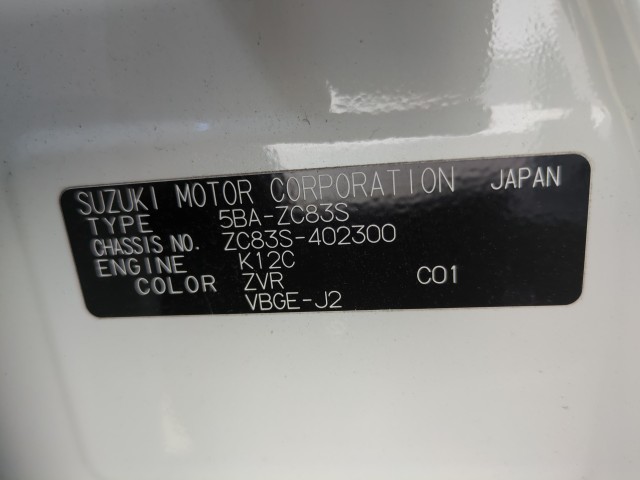 SUZUKI MOTOR CORPORATION JAPAN
TYPE 5BA-ZC83S
CHASSIS NO. ZC83S-402300
ENGINE K12C
COLOR ZVR C01
VBGE-J2